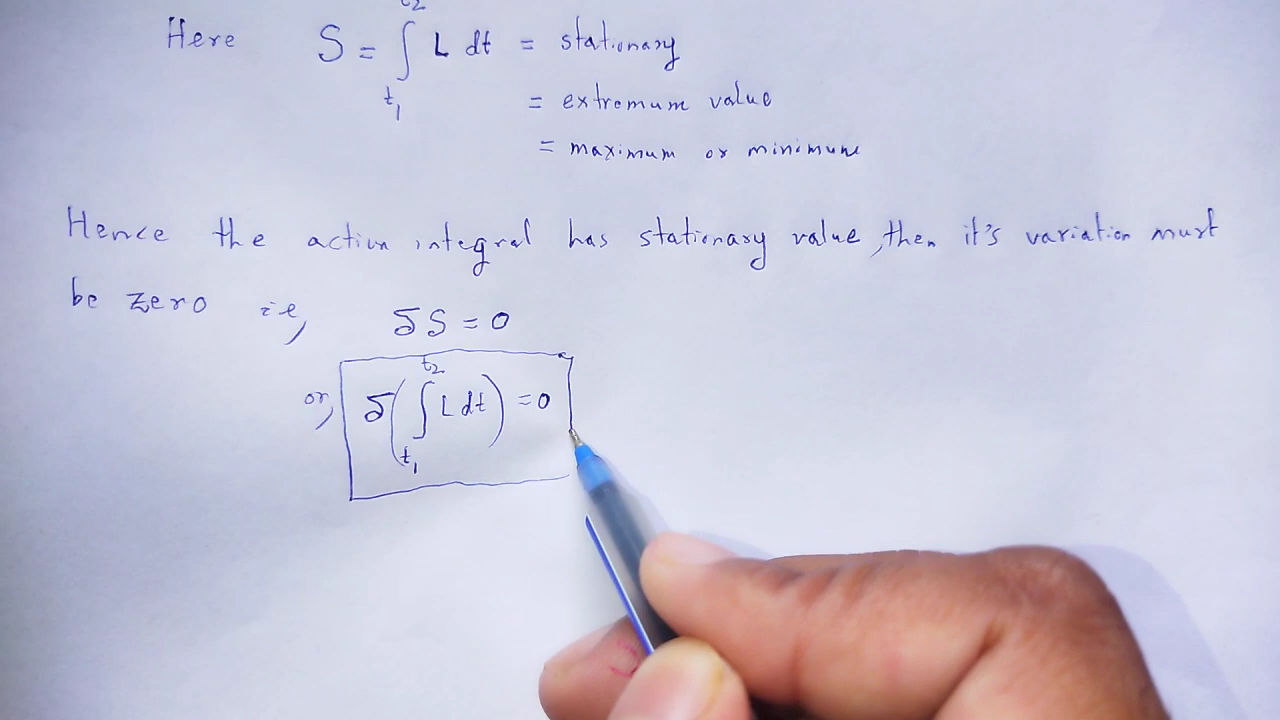 Here S = ∫ L dt = stationary
t₂
t₁
= extremum value
= maximum or minimum
Hence the action integral has stationary value, then it's variation must
be zero ie, δS = 0
or, δ(∫ L dt) = 0
t₂
t₁